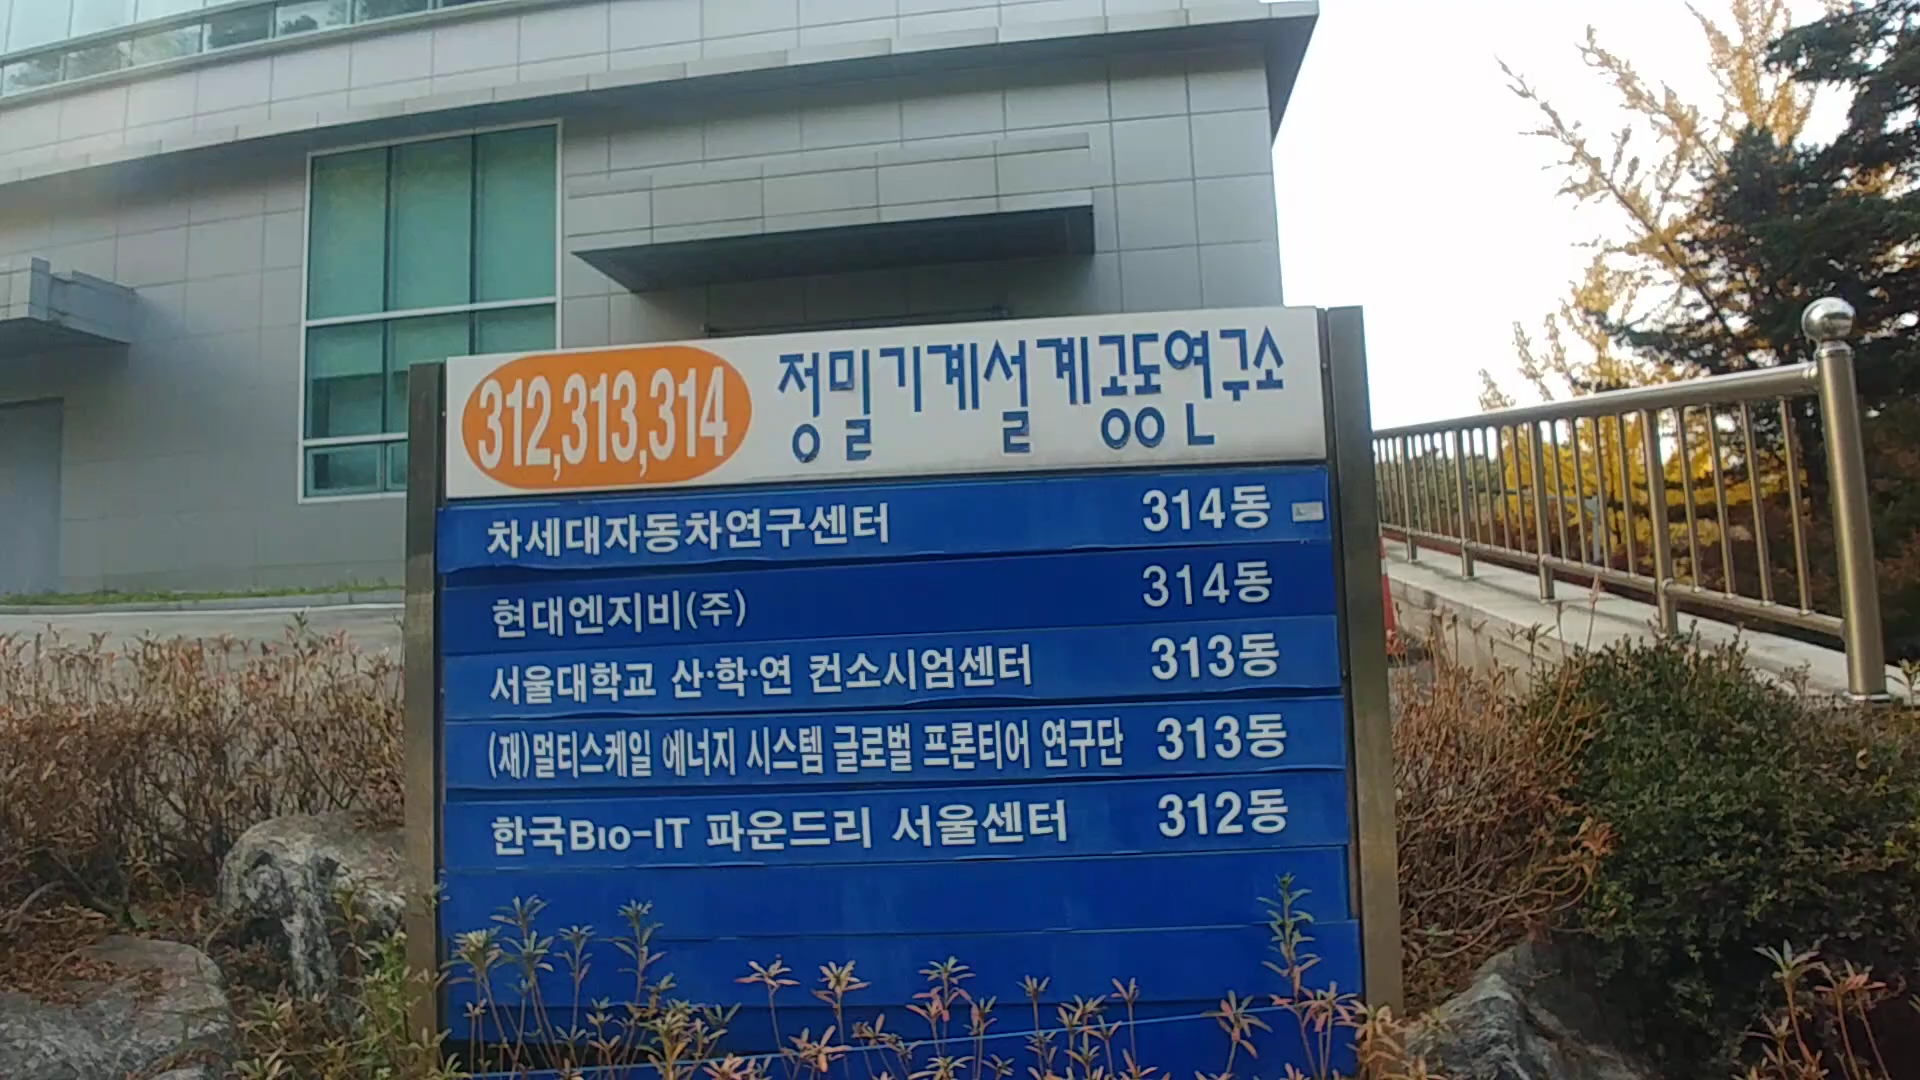 312,313,314 정밀기계설계공동연구소
차세대자동차연구센터 314동
현대엔지비(주) 314동
서울대학교 산·학·연 컨소시엄센터 313동
(재)멀티스케일 에너지 시스템 글로벌 프론티어 연구단 313동
한국Bio-IT 파운드리 서울센터 312동